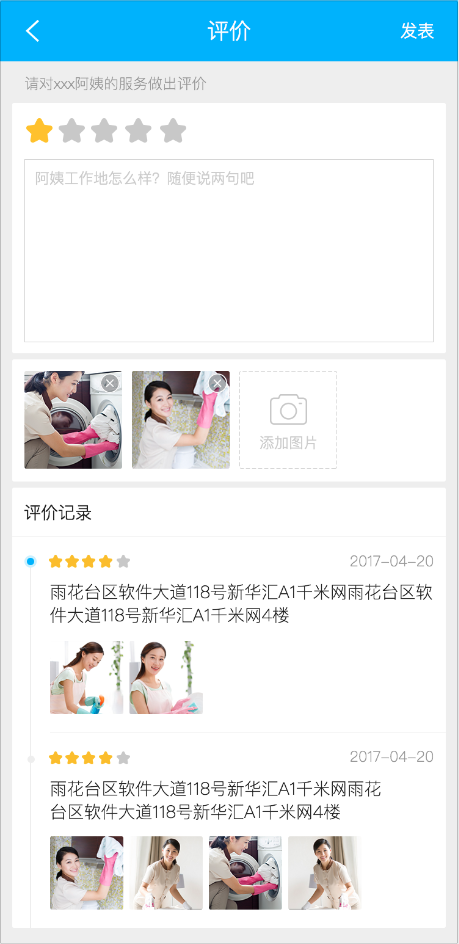 评价
发表
请对xxx阿姨的服务做出评价
阿姨工作地怎么样？随便说两句吧
添加图片
评价记录
2017-04-20
雨花台区软件大道118号新华汇A1千米网雨花台区软
件大道118号新华汇A1千米网4楼
2017-04-20
雨花台区软件大道118号新华汇A1千米网雨花
台区软件大道118号新华汇A1千米网4楼